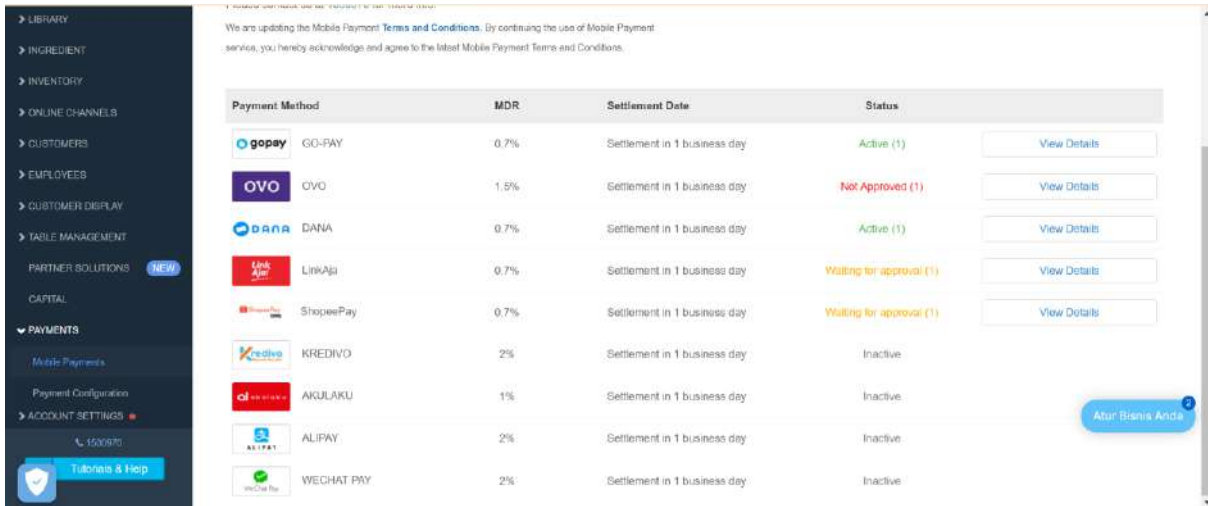 LIBRARY
INGREDIENT
INVENTORY
ONLINE CHANNELS
CUSTOMERS
EMPLOYEES
CUSTOMER DISPLAY
TABLE MANAGEMENT
PARTNER SOLUTIONS NEW
CAPITAL
PAYMENTS
Mobile Payments
Payment Configuration
ACCOUNT SETTINGS
1500970
Tutorials & Help
We are updating the Mobile Payment Terms and Conditions. By continuing the use of Mobile Payment
service, you hereby acknowledge and agree to the latest Mobile Payment Terms and Conditions.
Payment Method MDR Settlement Date Status
gopay GO-PAY 0.7% Settlement in 1 business day Active (1) View Details
OVO OVO 1.5% Settlement in 1 business day Not Approved (1) View Details
DANA DANA 0.7% Settlement in 1 business day Active (1) View Details
LinkAja! LinkAja 0.7% Settlement in 1 business day Waiting for approval (1) View Details
ShopeePay ShopeePay 0.7% Settlement in 1 business day Waiting for approval (1) View Details
Kredivo KREDIVO 2% Settlement in 1 business day Inactive
akulaku AKULAKU 1% Settlement in 1 business day Inactive
ALIPAY ALIPAY 2% Settlement in 1 business day Inactive
WeChat Pay WECHAT PAY 2% Settlement in 1 business day Inactive
Atur Bisnis Anda 2